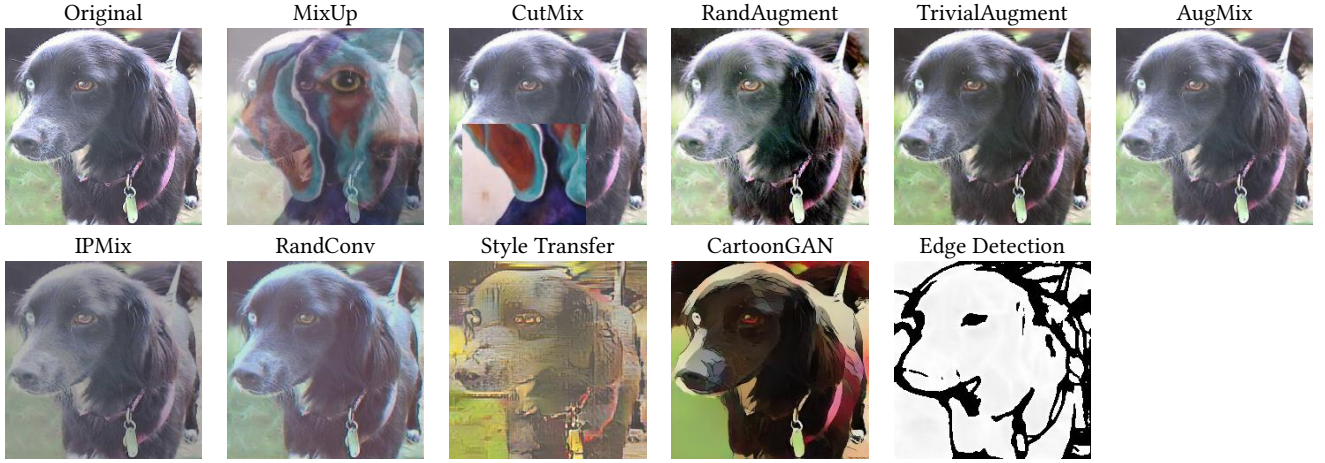 Original
MixUp
CutMix
RandAugment
TrivialAugment
AugMix
IPMix
RandConv
Style Transfer
CartoonGAN
Edge Detection